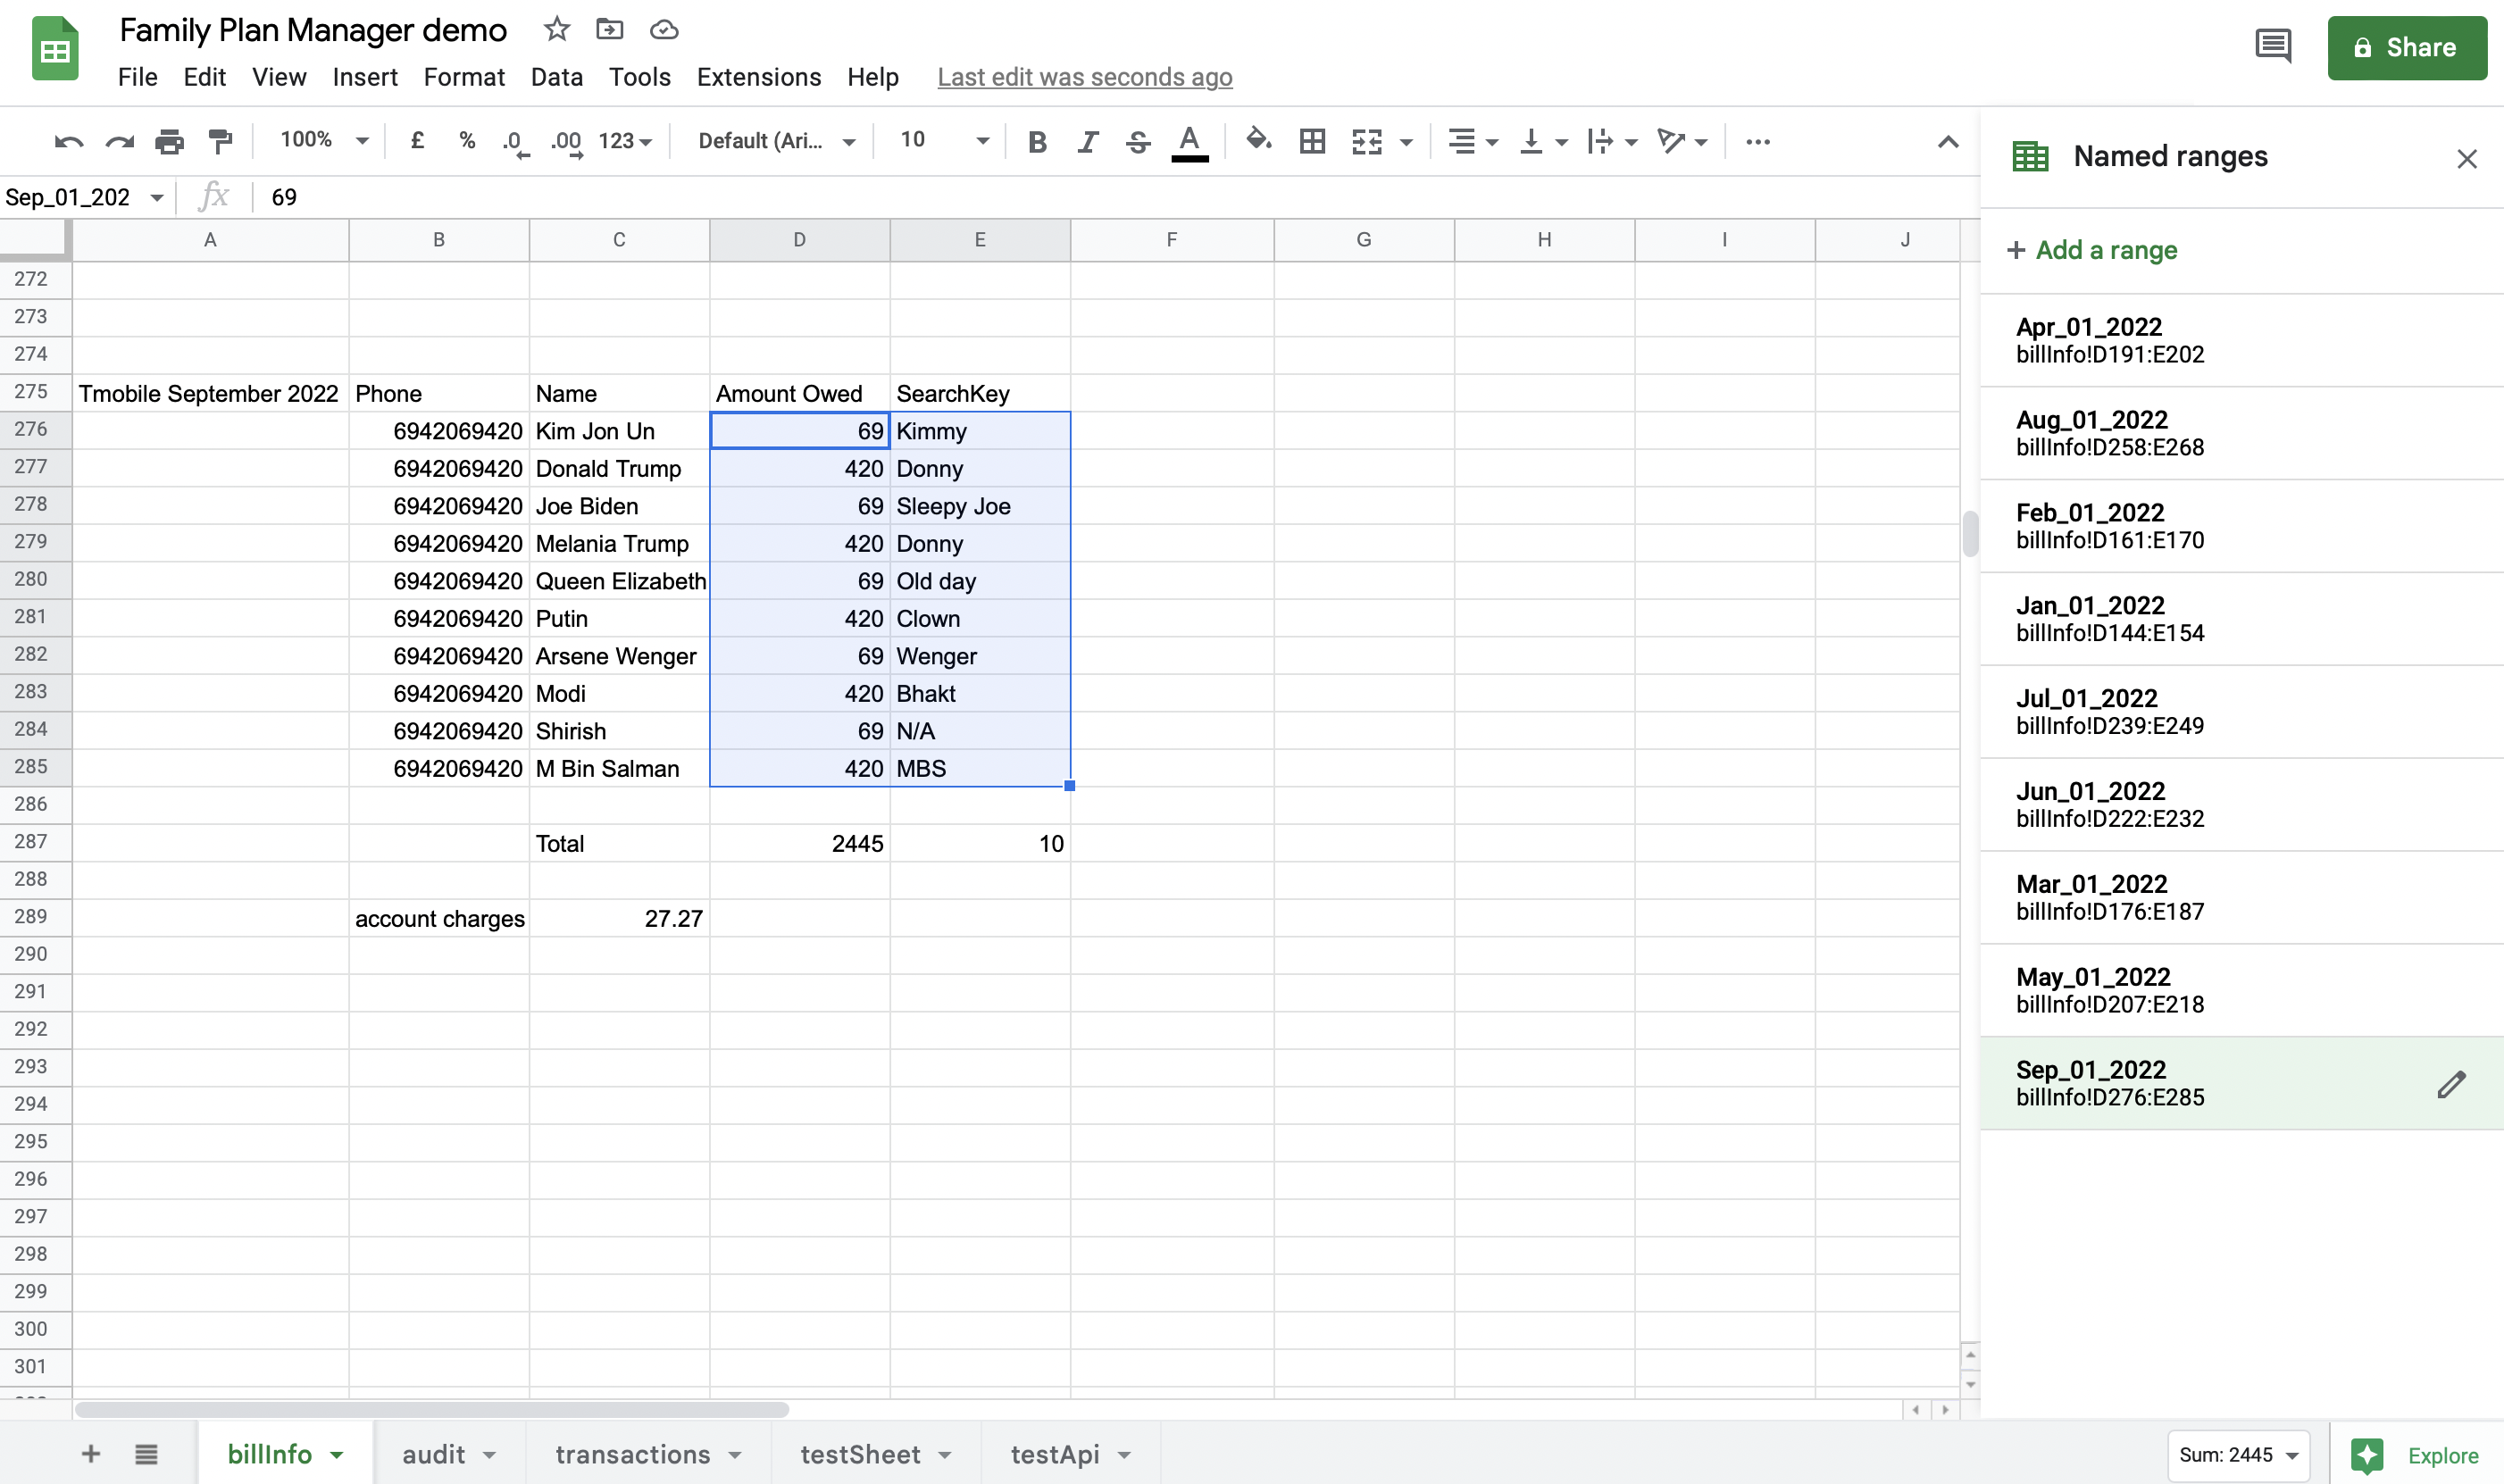 Family Plan Manager demo
File Edit View Insert Format Data Tools Extensions Help Last edit was seconds ago
Share
100% £ % .0 .00 123 Default (Ari... 10 B I S A
Sep_01_202 fx 69
A B C D E F G H I J
272
273
274
275 Tmobile September 2022 Phone Name Amount Owed SearchKey
276 6942069420 Kim Jon Un 69 Kimmy
277 6942069420 Donald Trump 420 Donny
278 6942069420 Joe Biden 69 Sleepy Joe
279 6942069420 Melania Trump 420 Donny
280 6942069420 Queen Elizabeth 69 Old day
281 6942069420 Putin 420 Clown
282 6942069420 Arsene Wenger 69 Wenger
283 6942069420 Modi 420 Bhakt
284 6942069420 Shirish 69 N/A
285 6942069420 M Bin Salman 420 MBS
286
287 Total 2445 10
288
289 account charges 27.27
290
291
292
293
294
295
296
297
298
299
300
301
Named ranges
+ Add a range
Apr_01_2022
billInfo!D191:E202
Aug_01_2022
billInfo!D258:E268
Feb_01_2022
billInfo!D161:E170
Jan_01_2022
billInfo!D144:E154
Jul_01_2022
billInfo!D239:E249
Jun_01_2022
billInfo!D222:E232
Mar_01_2022
billInfo!D176:E187
May_01_2022
billInfo!D207:E218
Sep_01_2022
billInfo!D276:E285
billInfo audit transactions testSheet testApi Sum: 2445 Explore